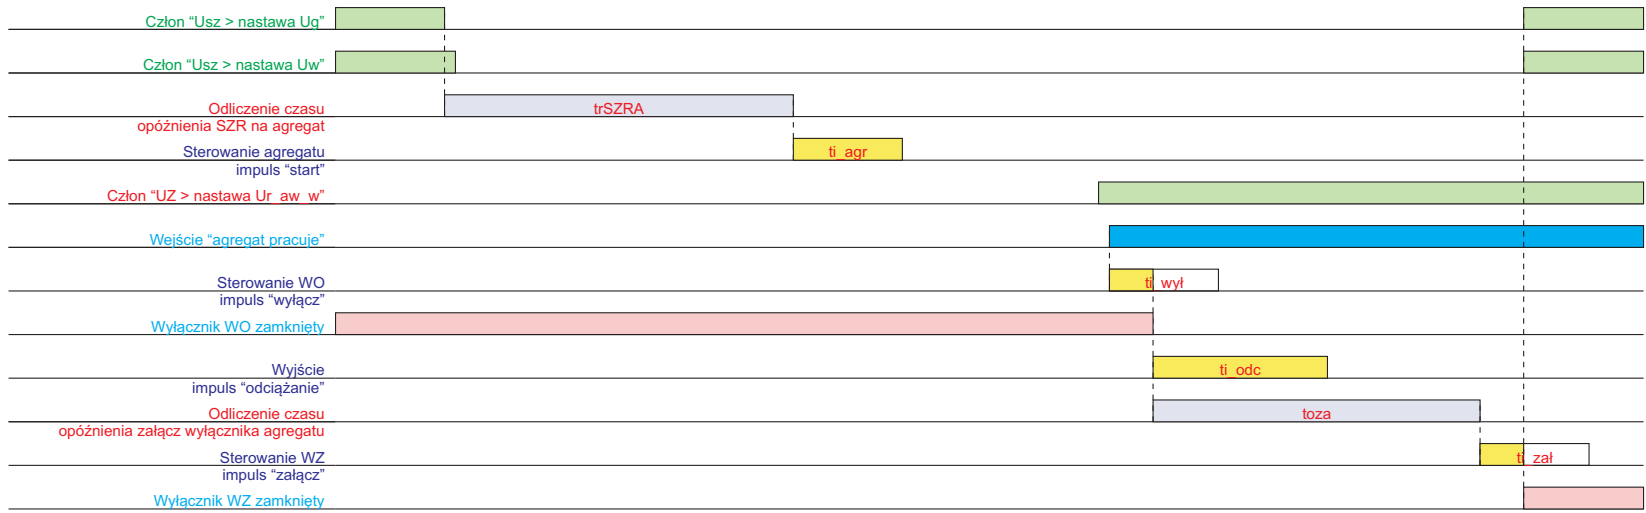 Człon “Usz > nastawa Ug”
Człon “Usz > nastawa Uw”
Odliczenie czasu
opóźnienia SZR na agregat
trSZRA
Sterowanie agregatu
impuls “start”
ti_agr
Człon “UZ > nastawa Ur_aw_w”
Wejście “agregat pracuje”
Sterowanie WO
impuls “wyłącz”
ti_wył
Wyłącznik WO zamknięty
Wyjście
impuls “odciążanie”
ti_odc
Odliczenie czasu
opóźnienia załącz wyłącznika agregatu
toza
Sterowanie WZ
impuls “załącz”
ti_zał
Wyłącznik WZ zamknięty